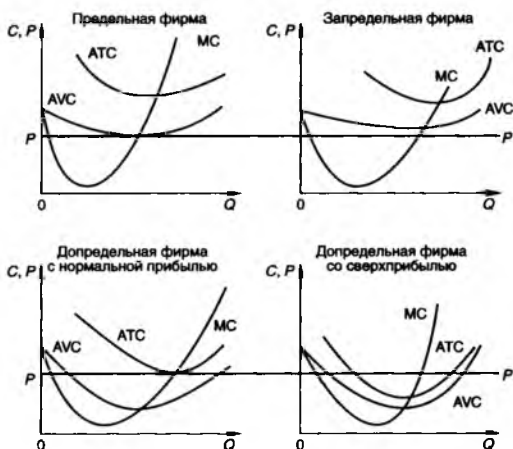 Предельная фирма
C, P
ATC
MC
AVC
P
0
Q
Запредельная фирма
C, P
ATC
MC
AVC
P
0
Q
Допредельная фирма
с нормальной прибылью
C, P
ATC
MC
AVC
P
0
Q
Допредельная фирма
со сверхприбылью
C, P
MC
ATC
AVC
P
0
Q